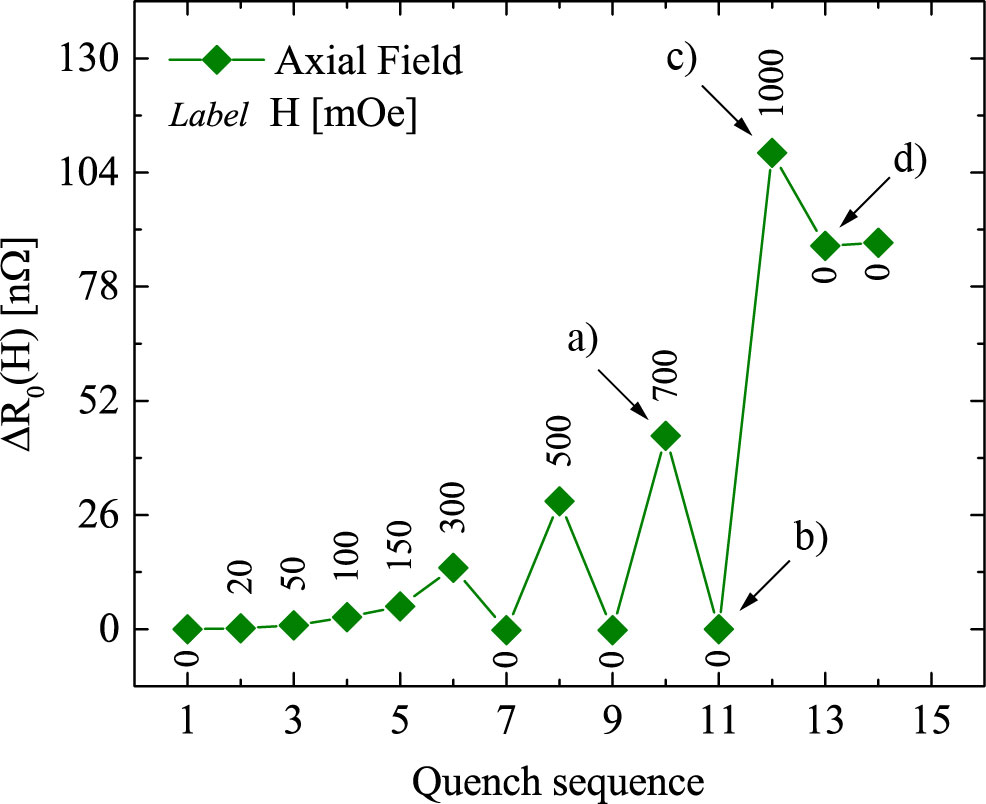 Axial Field
Label H [mOe]
c)
1000
d)
0
0
a)
700
500
b)
300
150
100
50
20
0
0
0
0
130
104
78
52
26
0
ΔR₀(H) [nΩ]
1 3 5 7 9 11 13 15
Quench sequence